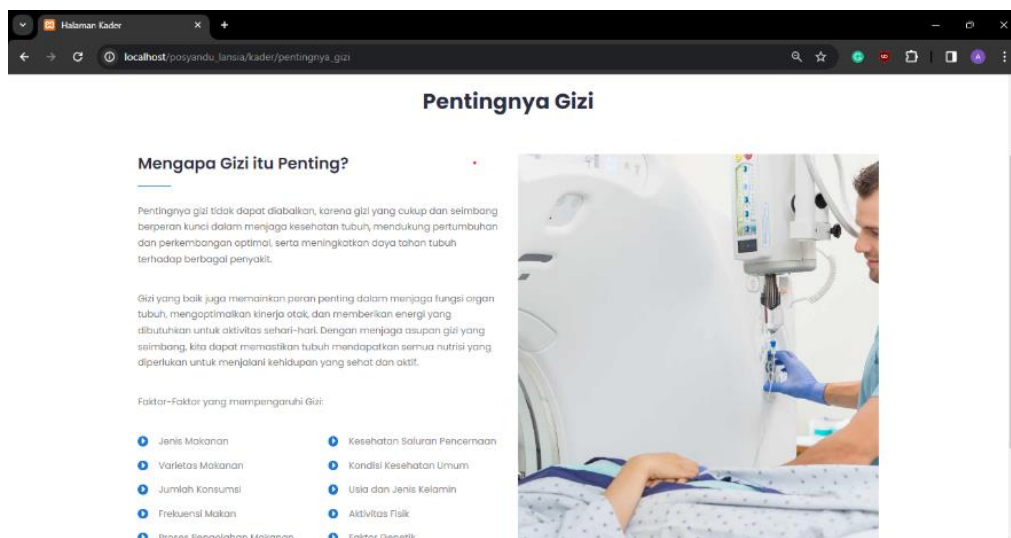 Halaman Kader
localhost/posyandu_lansia/kader/pentingnya_gizi
Pentingnya Gizi
Mengapa Gizi itu Penting?
Pentingnya gizi tidak dapat diabaikan, karena gizi yang cukup dan seimbang
berperan kunci dalam menjaga kesehatan tubuh, mendukung pertumbuhan
dan perkembangan optimal, serta meningkatkan daya tahan tubuh
terhadap berbagai penyakit.
Gizi yang baik juga memainkan peran penting dalam menjaga fungsi organ
tubuh, mengoptimalkan kinerja otak, dan memberikan energi yang
dibutuhkan untuk aktivitas sehari-hari. Dengan menjaga asupan gizi yang
seimbang, kita dapat memastikan tubuh mendapatkan semua nutrisi yang
diperlukan untuk menjalani kehidupan yang sehat dan aktif.
Faktor-Faktor yang mempengaruhi Gizi:
Jenis Makanan
Varietas Makanan
Jumlah Konsumsi
Frekuensi Makan
Proses Pengolahan Makanan
Kesehatan Saluran Pencernaan
Kondisi Kesehatan Umum
Usia dan Jenis Kelamin
Aktivitas Fisik
Faktor Genetik